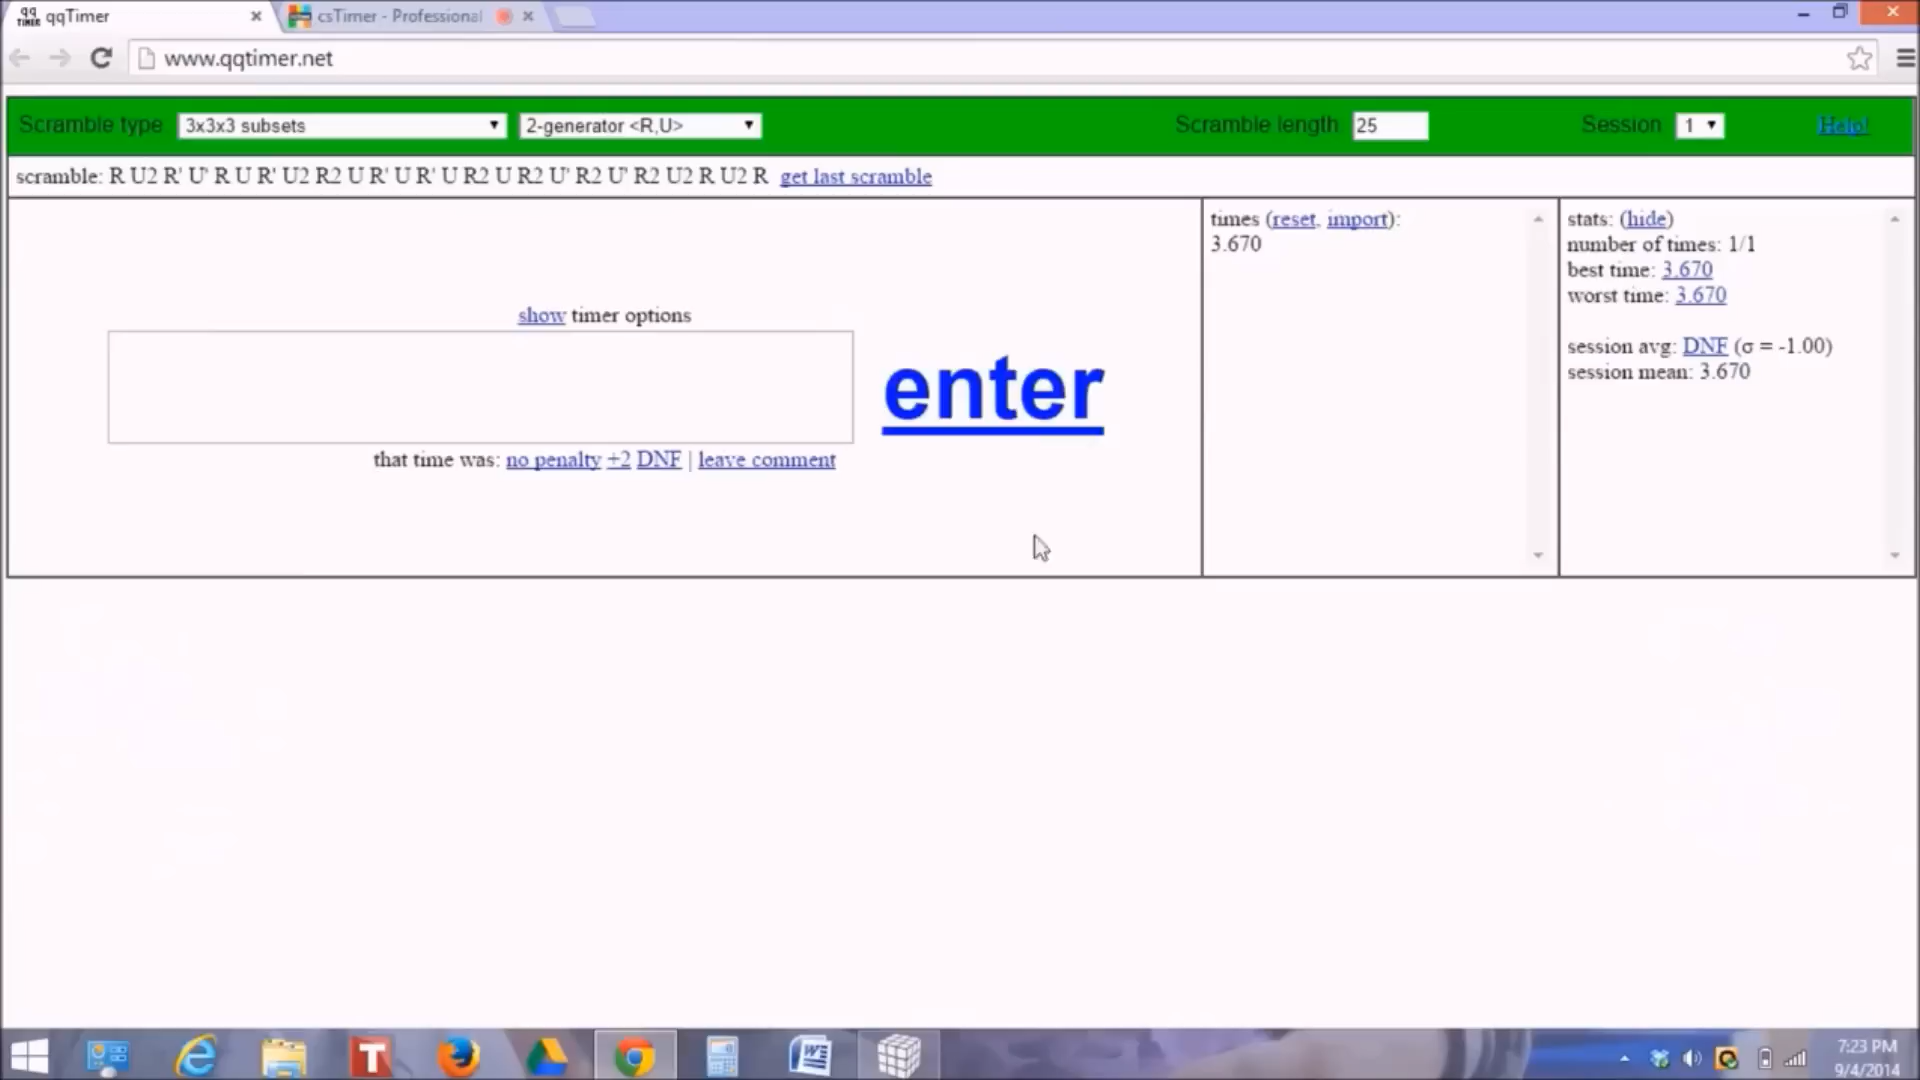 qq TIMER qqTimer
csTimer - Professional
www.qqtimer.net
Scramble type 3x3x3 subsets 2-generator <R,U> Scramble length 25 Session 1 Help!
scramble: R U2 R' U' R U R' U2 R2 U R' U R' U R2 U R2 U' R2 U' R2 U2 R U2 R get last scramble
show timer options
enter
that time was: no penalty +2 DNF | leave comment
times (reset, import):
3.670
stats: (hide)
number of times: 1/1
best time: 3.670
worst time: 3.670
session avg: DNF (σ = -1.00)
session mean: 3.670
7:23 PM
9/4/2014